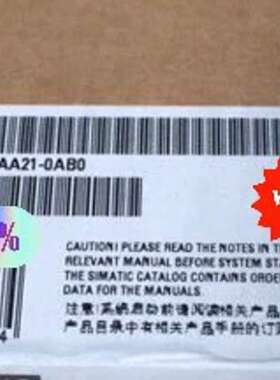 AA21-0AB0
%
CAUTION! PLEASE READ THE NOTES IN T
RELEVANT MANUAL BEFORE SYSTEM STA
THE SIMATIC CATALOG CONTAINS ORDE
DATA FOR THE MANUALS.
注意!系统启动前请阅读相关产品
产品目录中有相关产品手册的订
4